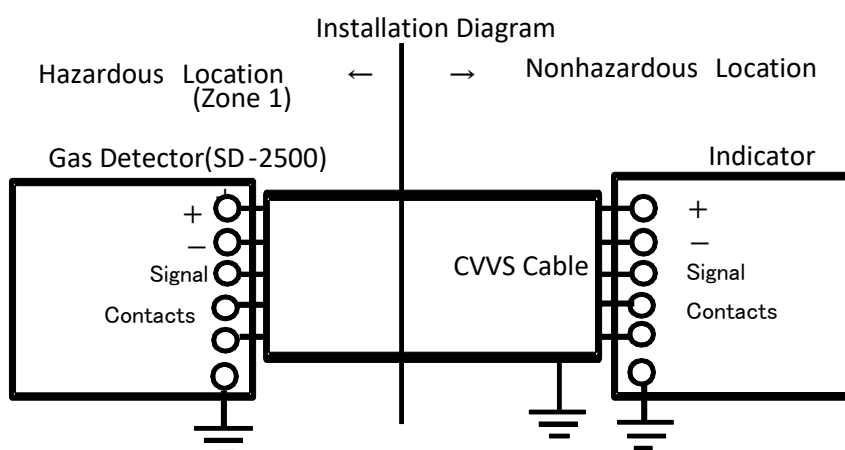 Installation Diagram
Hazardous Location ← → Nonhazardous Location
(Zone 1)
Gas Detector(SD-2500) Indicator
+ +
− −
Signal CVVS Cable Signal
Contacts Contacts